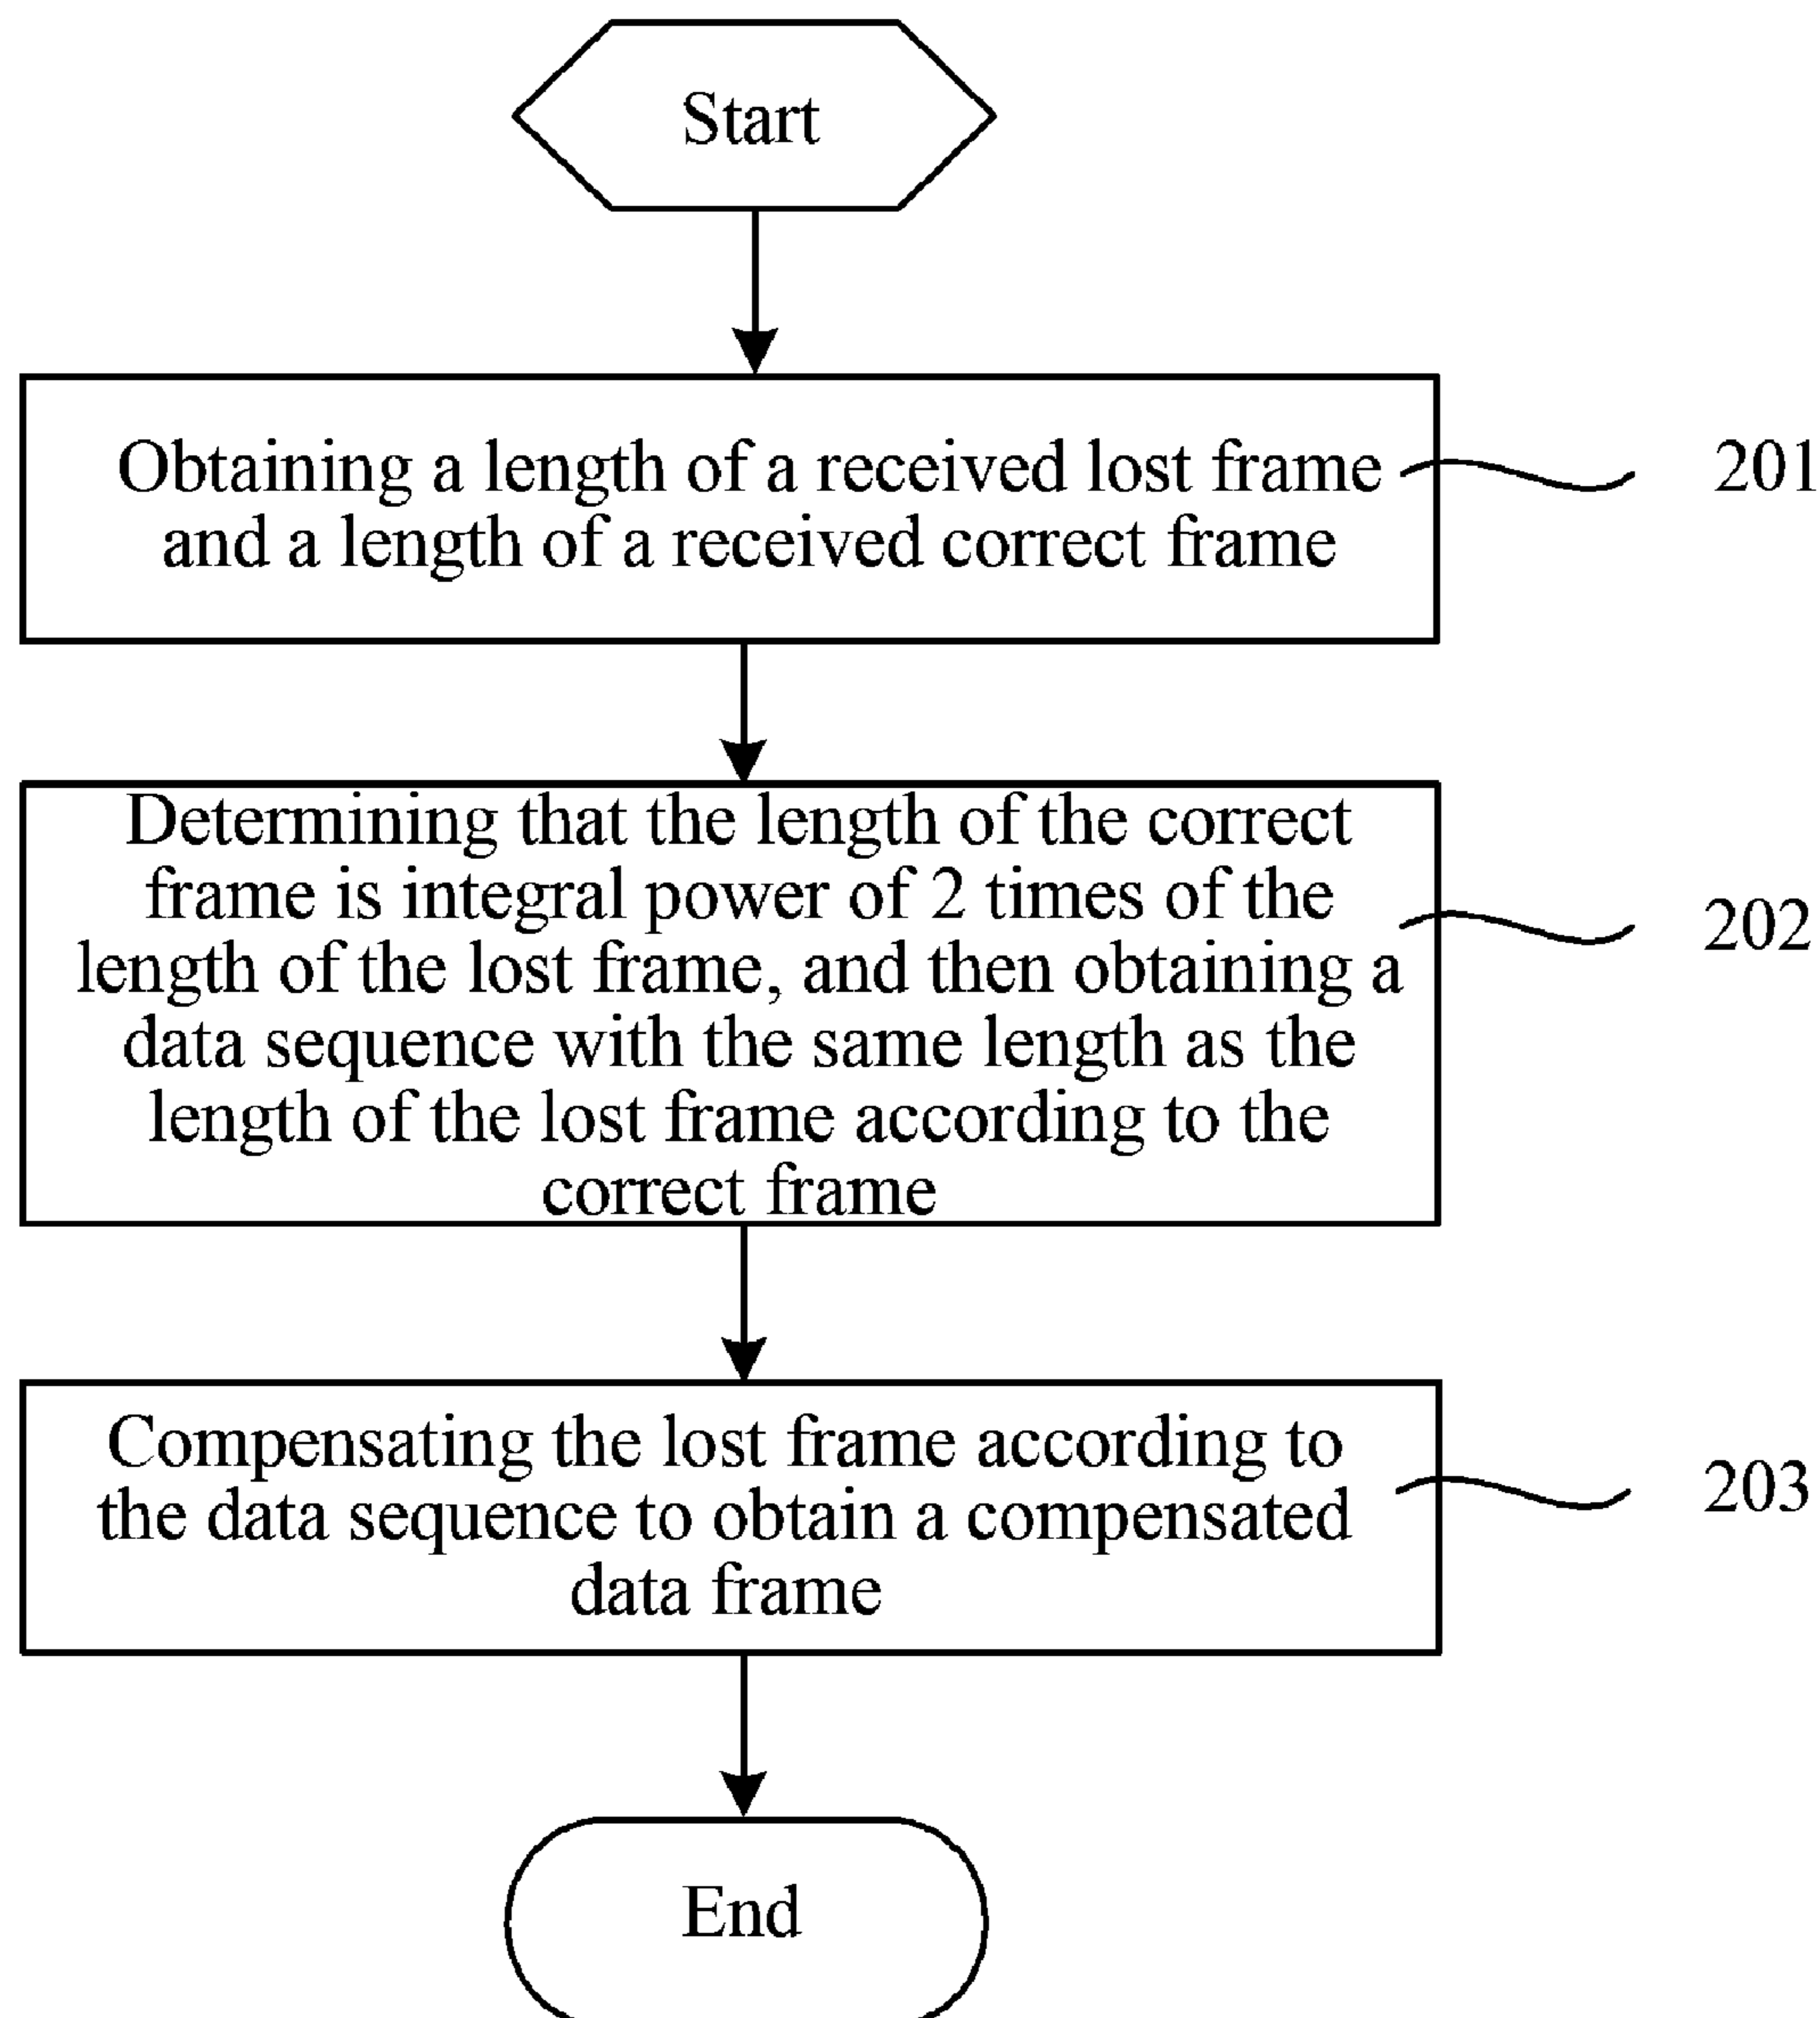 Start
Obtaining a length of a received lost frame
and a length of a received correct frame
201
Determining that the length of the correct
frame is integral power of 2 times of the
length of the lost frame, and then obtaining a
data sequence with the same length as the
length of the lost frame according to the
correct frame
202
Compensating the lost frame according to
the data sequence to obtain a compensated
data frame
203
End